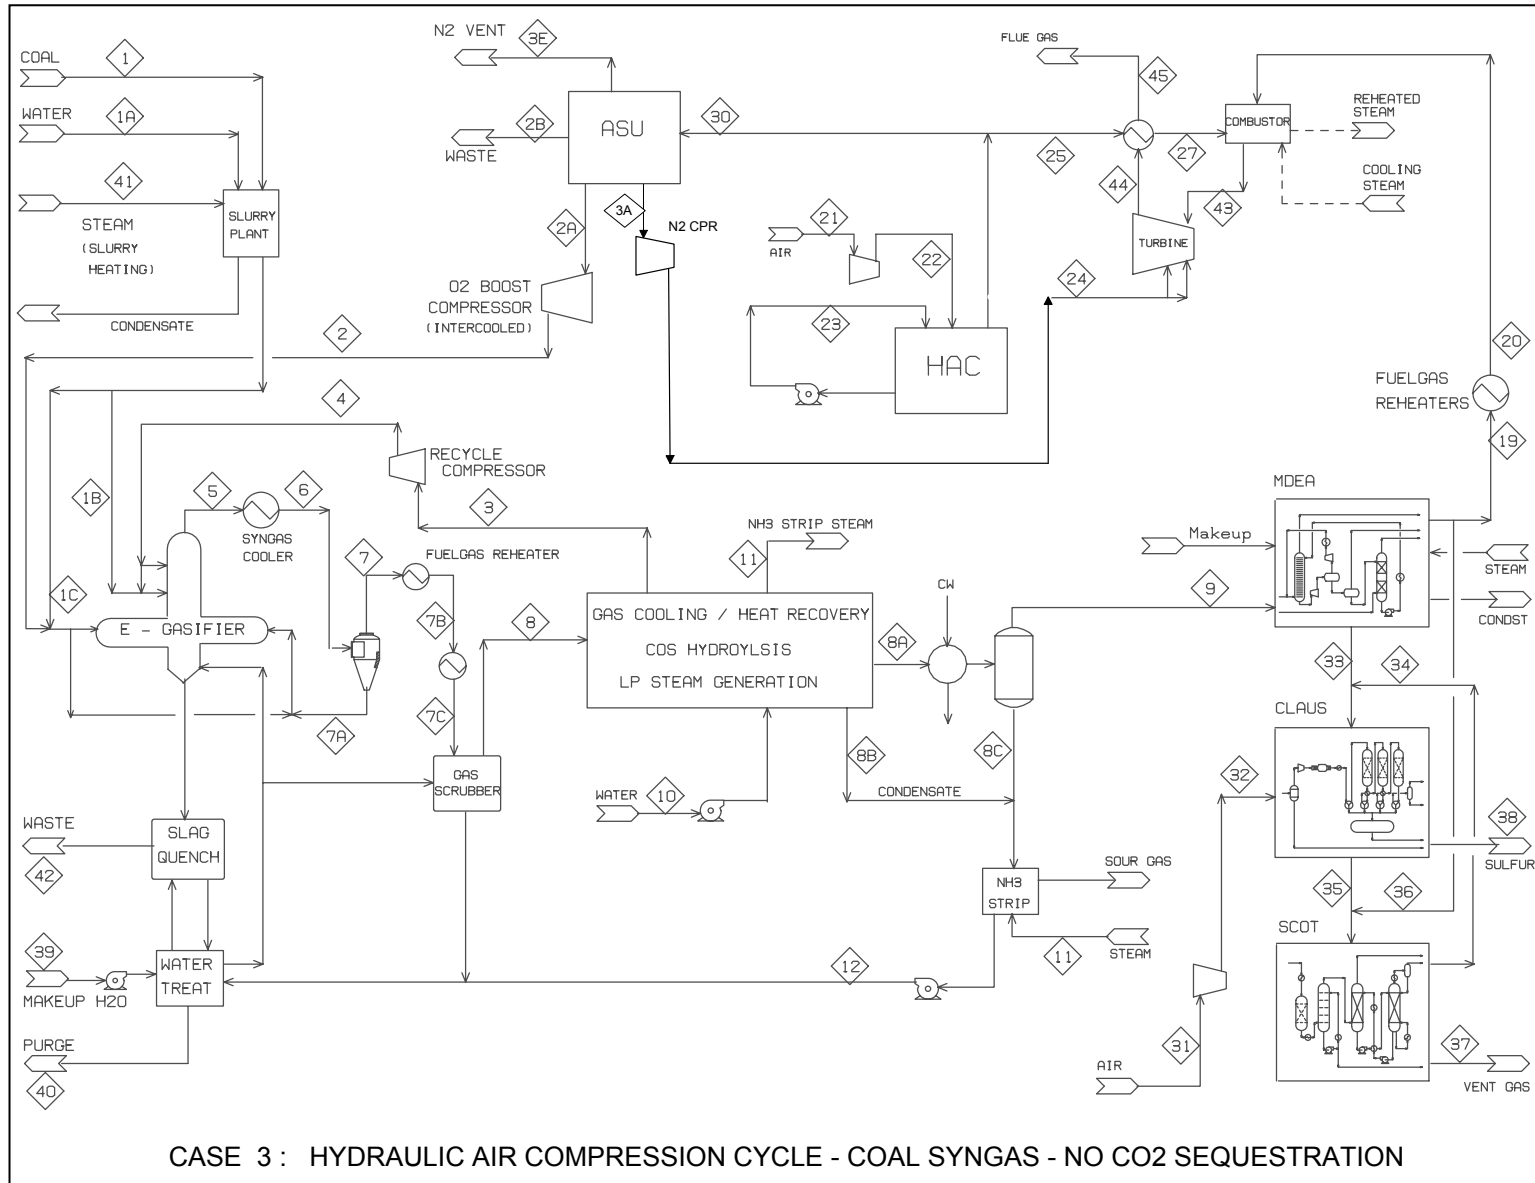 N2 VENT
3E
FLUE GAS
COAL
1
45
WATER
1A
2B
ASU
30
COMBUSTOR
REHEATED
STEAM
WASTE
25
27
41
3A
44
COOLING
STEAM
STEAM
(SLURRY
HEATING)
SLURRY
PLANT
2A
N2 CPR
21
AIR
22
TURBINE
43
O2 BOOST
COMPRESSOR
(INTERCOOLED)
24
CONDENSATE
2
23
HAC
20
4
FUELGAS
REHEATERS
RECYCLE
COMPRESSOR
19
MDEA
1B
5
6
SYNGAS
COOLER
3
NH3 STRIP STEAM
11
Makeup
7
FUELGAS REHEATER
STEAM
1C
CW
9
E - GASIFIER
7B
8
GAS COOLING / HEAT RECOVERY
COS HYDROYLSIS
LP STEAM GENERATION
8A
CONDST
33
34
7A
7C
CLAUS
8B
8C
GAS
SCRUBBER
32
WATER
10
CONDENSATE
WASTE
42
SLAG
QUENCH
38
SULFUR
SOUR GAS
NH3
STRIP
35
36
SCOT
39
MAKEUP H2O
WATER
TREAT
12
11
STEAM
PURGE
40
31
AIR
37
VENT GAS
CASE 3 : HYDRAULIC AIR COMPRESSION CYCLE - COAL SYNGAS - NO CO2 SEQUESTRATION